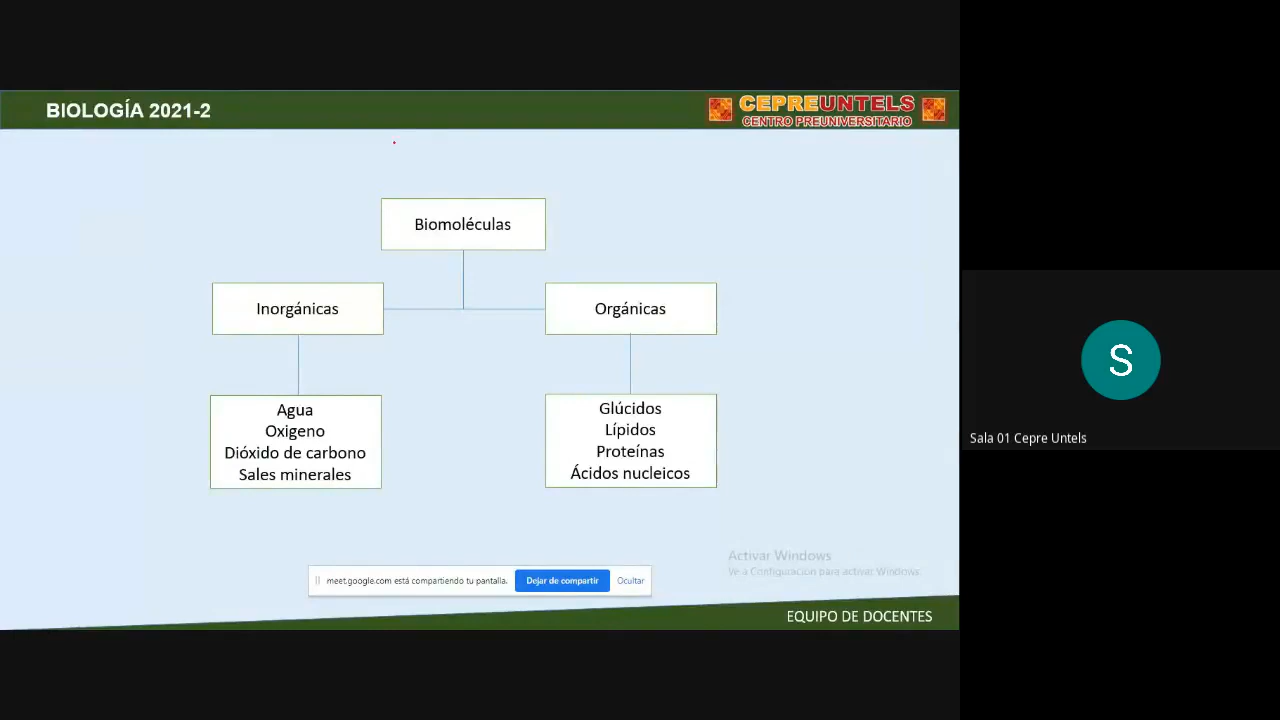 BIOLOGÍA 2021-2
CEPREUNTELS
CENTRO PREUNIVERSITARIO
Biomoléculas
Inorgánicas
Orgánicas
Agua
Oxigeno
Dióxido de carbono
Sales minerales
Glúcidos
Lípidos
Proteínas
Ácidos nucleicos
S
Sala 01 Cepre Untels
Activar Windows
Ve a Configuración para activar Windows.
meet.google.com está compartiendo tu pantalla.
Dejar de compartir
Ocultar
EQUIPO DE DOCENTES